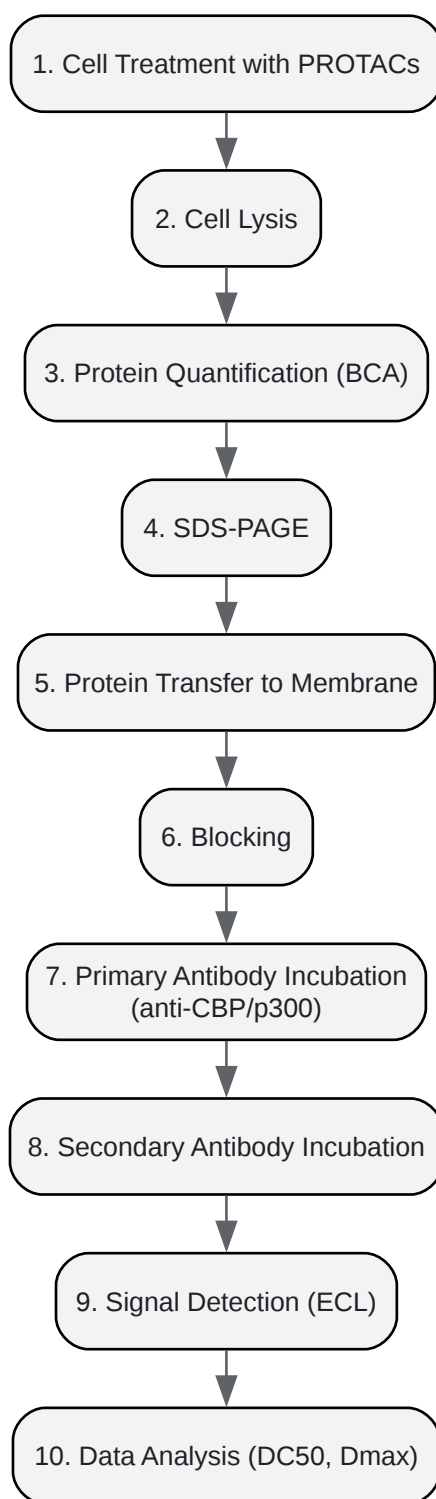 1. Cell Treatment with PROTACs
2. Cell Lysis
3. Protein Quantification (BCA)
4. SDS-PAGE
5. Protein Transfer to Membrane
6. Blocking
7. Primary Antibody Incubation
(anti-CBP/p300)
8. Secondary Antibody Incubation
9. Signal Detection (ECL)
10. Data Analysis (DC50, Dmax)